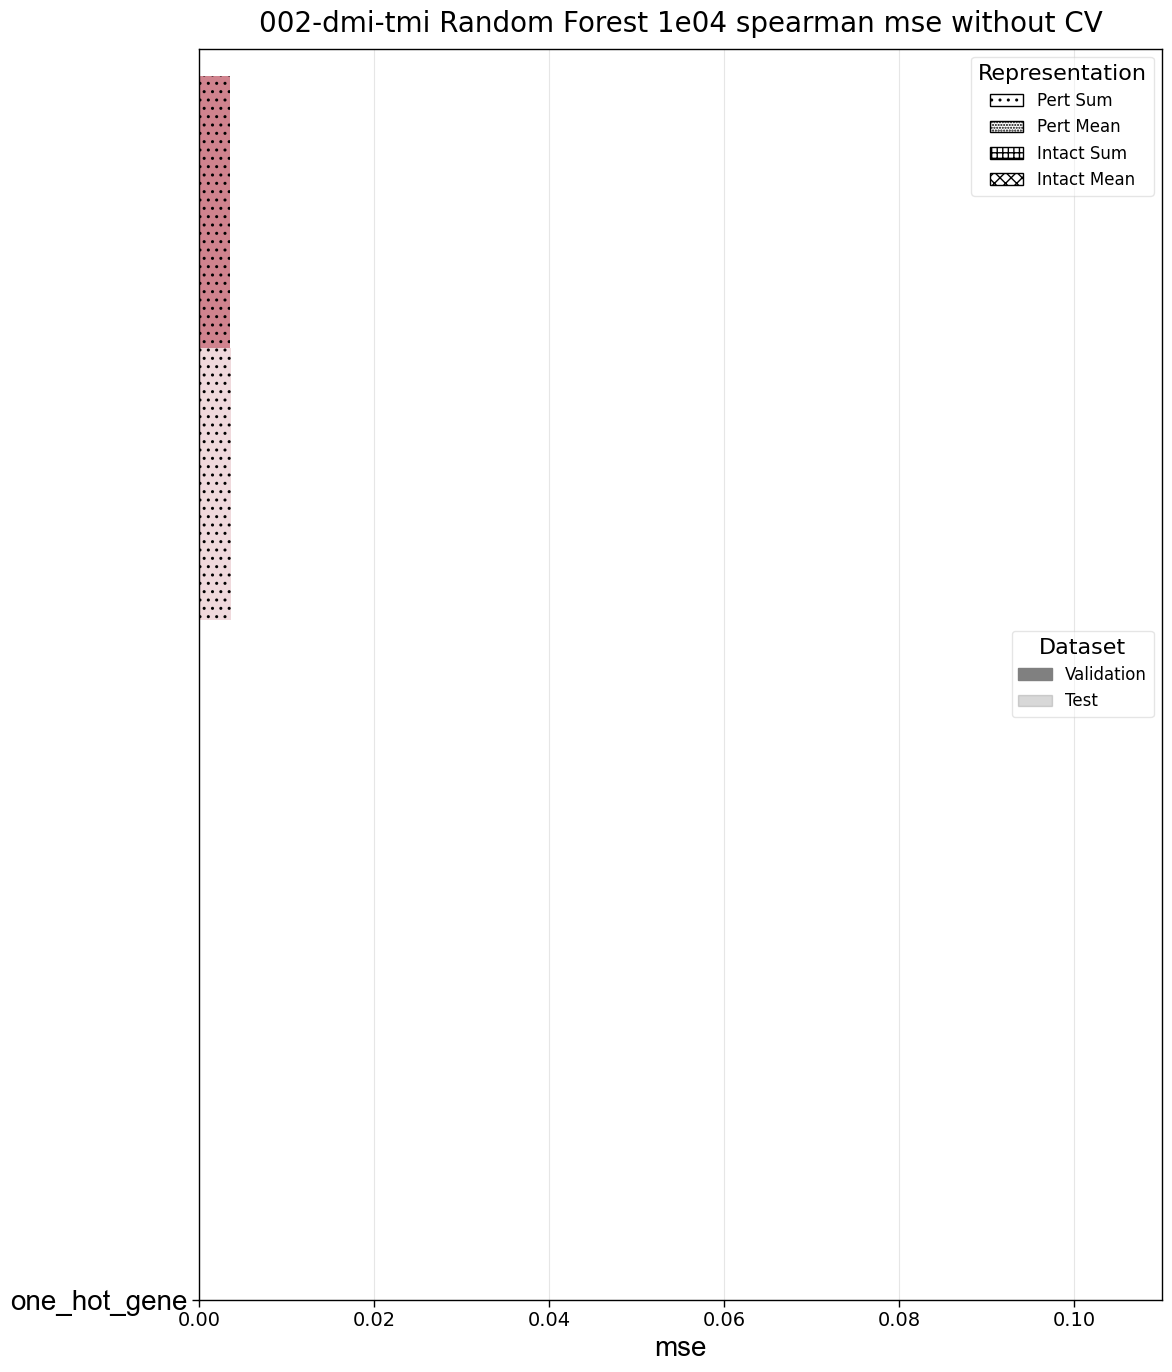 002-dmi-tmi Random Forest 1e04 spearman mse without CV
Representation
Pert Sum
Pert Mean
Intact Sum
Intact Mean
Dataset
Validation
Test
one_hot_gene
0.00 0.02 0.04 0.06 0.08 0.10
mse